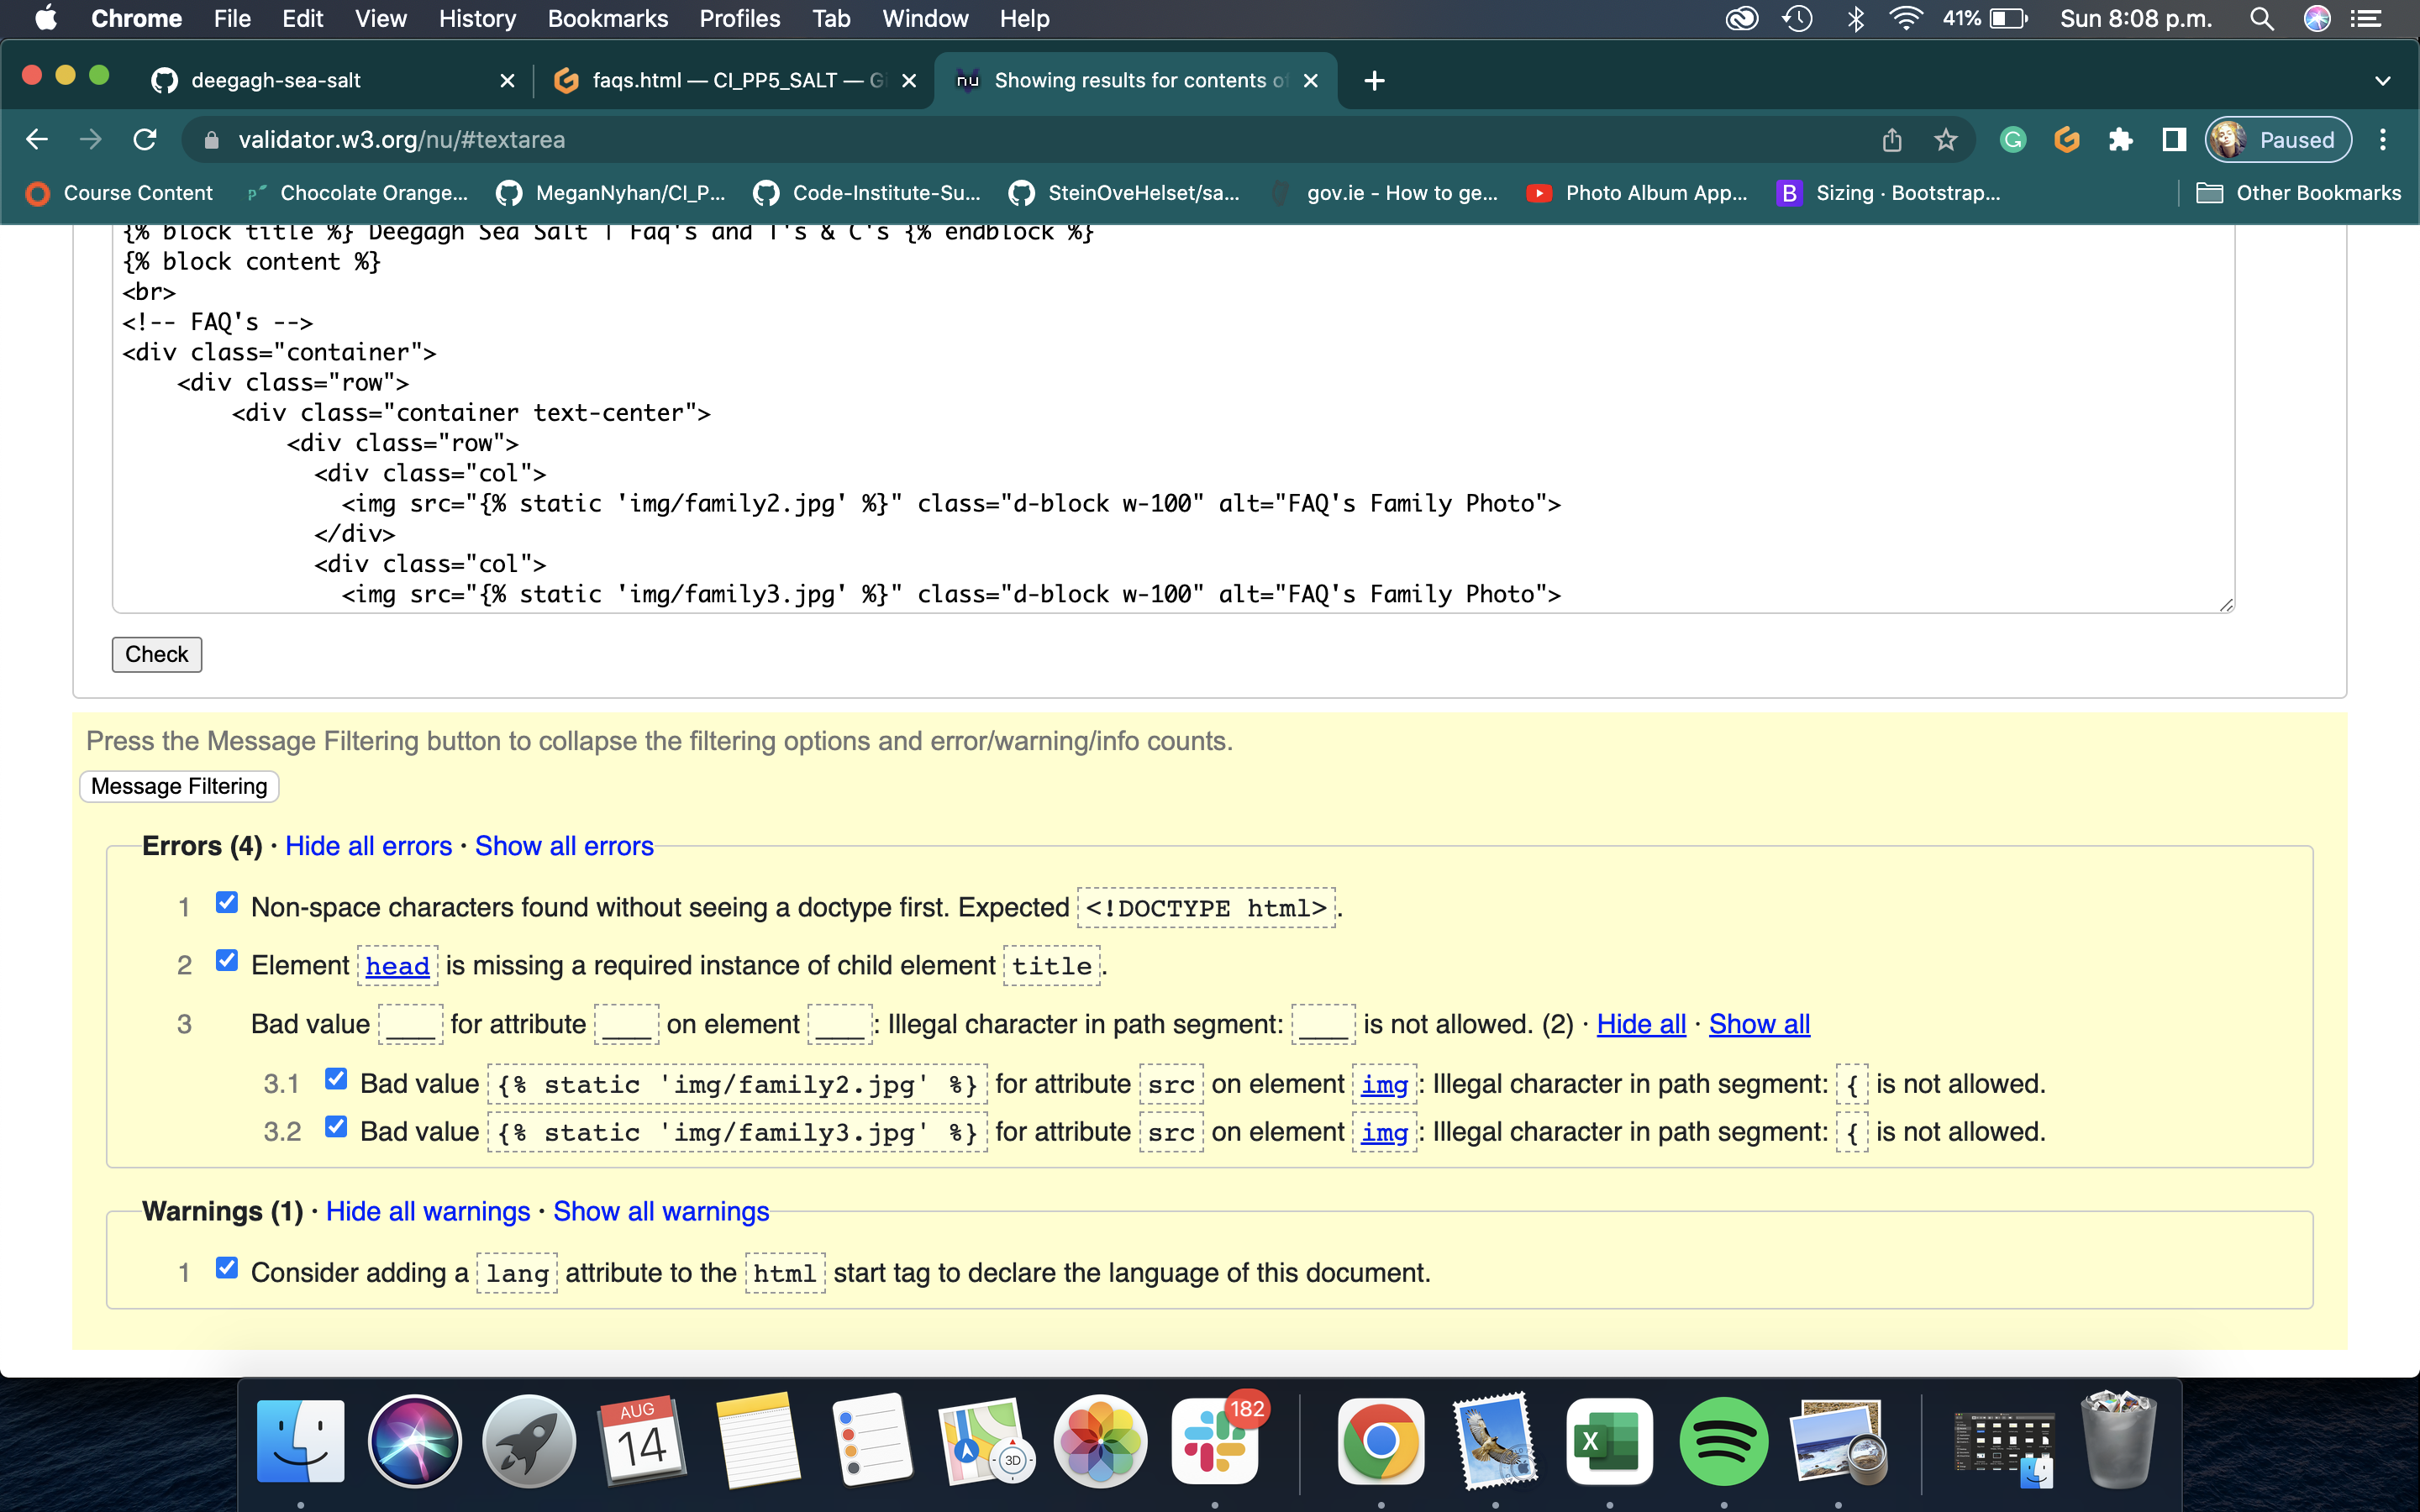 Chrome File Edit View History Bookmarks Profiles Tab Window Help 41% Sun 8:08 p.m.
deegagh-sea-salt faqs.html — CI_PP5_SALT — Gi Showing results for contents of
validator.w3.org/nu/#textarea Paused
Course Content Chocolate Orange... MeganNyhan/CI_P... Code-Institute-Su... SteinOveHelset/sa... gov.ie - How to ge... Photo Album App... B Sizing · Bootstrap... Other Bookmarks
{% block title %} Deegagh Sea Salt | Faq's and T's & C's {% endblock %}
{% block content %}
<br>
<!-- FAQ's -->
<div class="container">
<div class="row">
<div class="container text-center">
<div class="row">
<div class="col">
<img src="{% static 'img/family2.jpg' %}" class="d-block w-100" alt="FAQ's Family Photo">
</div>
<div class="col">
<img src="{% static 'img/family3.jpg' %}" class="d-block w-100" alt="FAQ's Family Photo">
Check
Press the Message Filtering button to collapse the filtering options and error/warning/info counts.
Message Filtering
Errors (4) · Hide all errors · Show all errors
1 Non-space characters found without seeing a doctype first. Expected <!DOCTYPE html>.
2 Element head is missing a required instance of child element title.
3 Bad value ____ for attribute ____ on element ____: Illegal character in path segment: ____ is not allowed. (2) · Hide all · Show all
3.1 Bad value {% static 'img/family2.jpg' %} for attribute src on element img: Illegal character in path segment: { is not allowed.
3.2 Bad value {% static 'img/family3.jpg' %} for attribute src on element img: Illegal character in path segment: { is not allowed.
Warnings (1) · Hide all warnings · Show all warnings
1 Consider adding a lang attribute to the html start tag to declare the language of this document.
AUG
14
3D
182
X